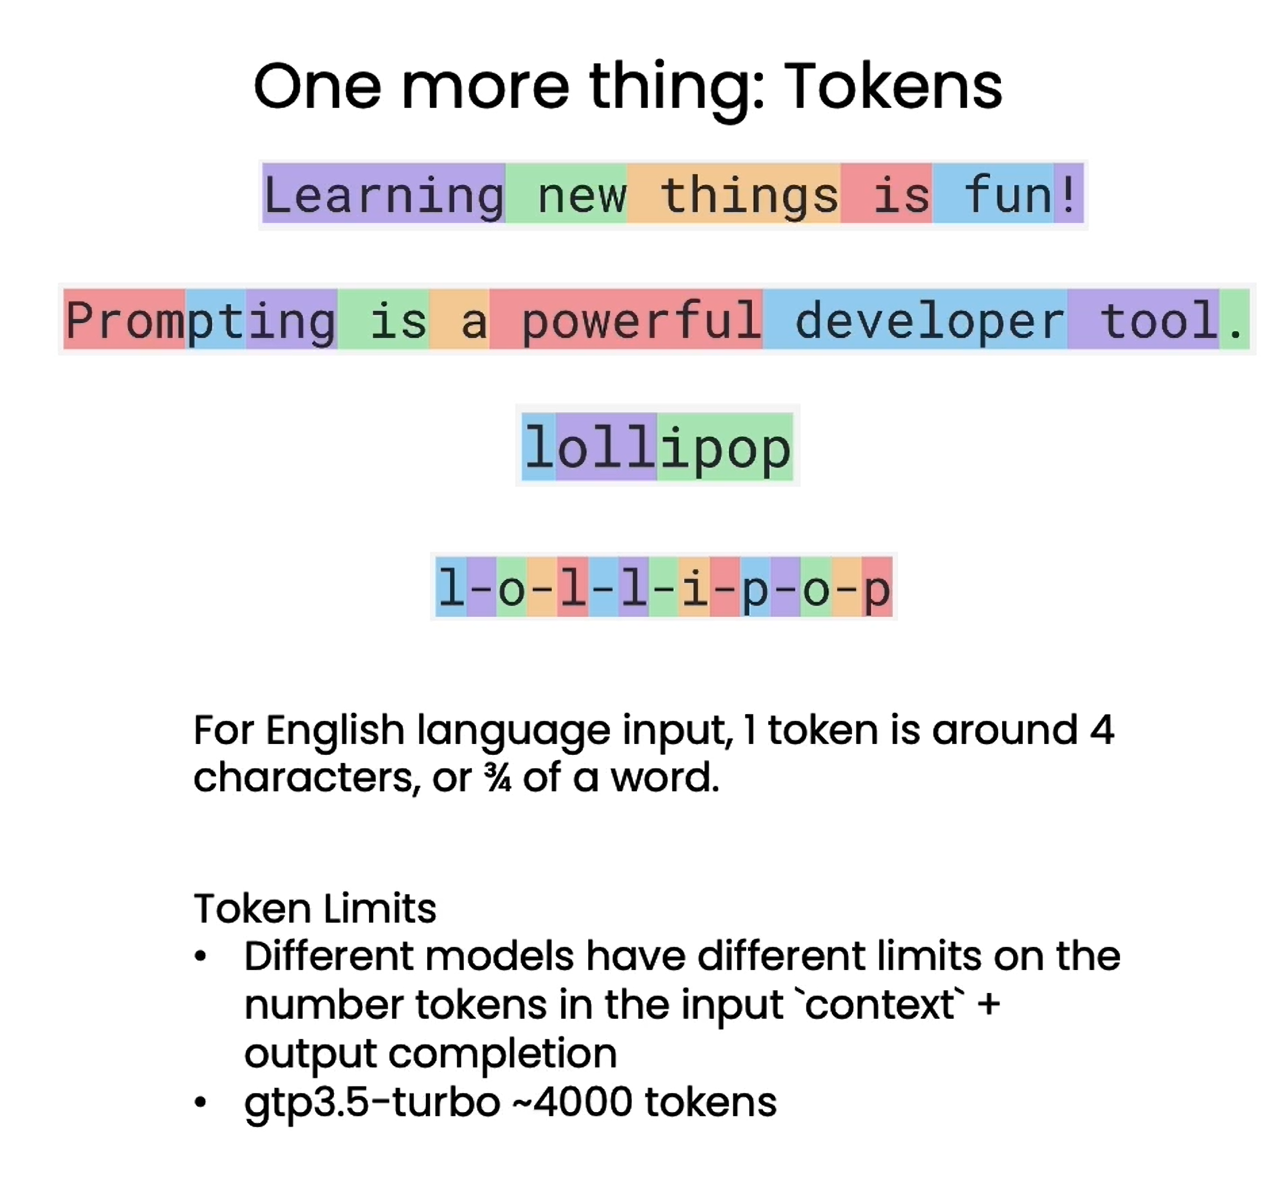 One more thing: Tokens
Learning new things is fun!
Prompting is a powerful developer tool.
lollipop
l-o-l-l-i-p-o-p
For English language input, 1 token is around 4
characters, or ¾ of a word.
Token Limits
• Different models have different limits on the
number tokens in the input `context` +
output completion
• gtp3.5-turbo ~4000 tokens